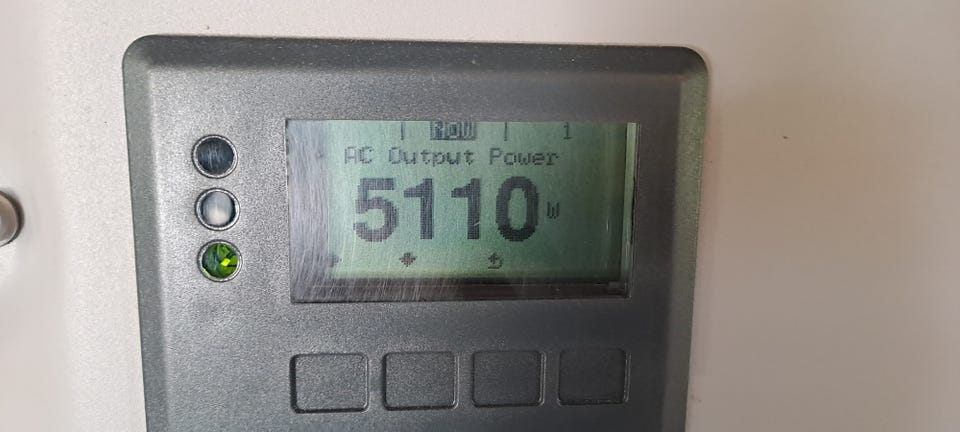 | NOW | 1
AC Output Power
5110 W